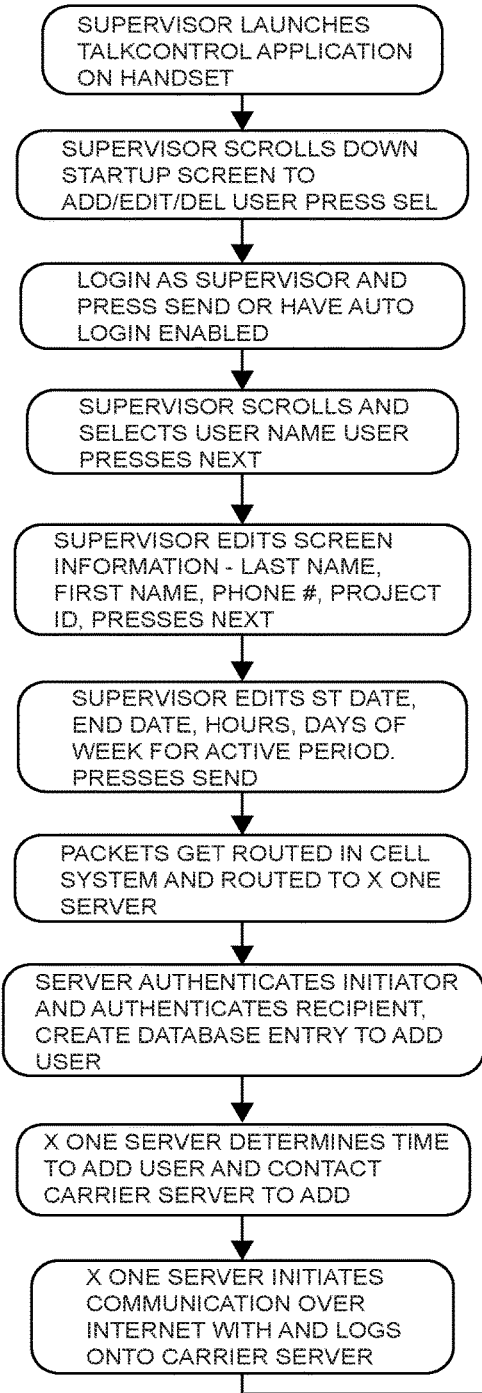 SUPERVISOR LAUNCHES
TALKCONTROL APPLICATION
ON HANDSET
SUPERVISOR SCROLLS DOWN
STARTUP SCREEN TO
ADD/EDIT/DEL USER PRESS SEL
LOGIN AS SUPERVISOR AND
PRESS SEND OR HAVE AUTO
LOGIN ENABLED
SUPERVISOR SCROLLS AND
SELECTS USER NAME USER
PRESSES NEXT
SUPERVISOR EDITS SCREEN
INFORMATION - LAST NAME,
FIRST NAME, PHONE #, PROJECT
ID, PRESSES NEXT
SUPERVISOR EDITS ST DATE,
END DATE, HOURS, DAYS OF
WEEK FOR ACTIVE PERIOD.
PRESSES SEND
PACKETS GET ROUTED IN CELL
SYSTEM AND ROUTED TO X ONE
SERVER
SERVER AUTHENTICATES INITIATOR
AND AUTHENTICATES RECIPIENT,
CREATE DATABASE ENTRY TO ADD
USER
X ONE SERVER DETERMINES TIME
TO ADD USER AND CONTACT
CARRIER SERVER TO ADD
X ONE SERVER INITIATES
COMMUNICATION OVER
INTERNET WITH AND LOGS
ONTO CARRIER SERVER